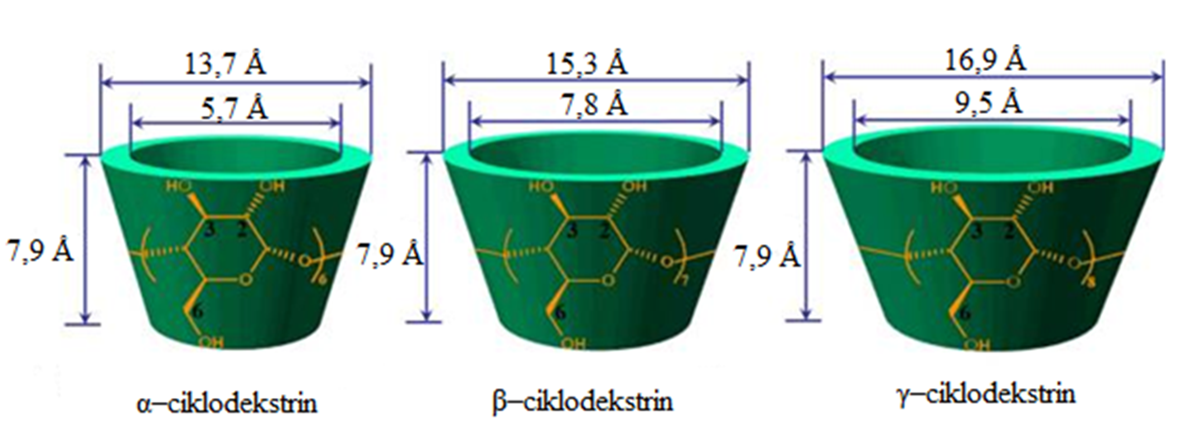 13,7 Å
5,7 Å
7,9 Å
HO
OH
3 2
O
O
6
6
OH
α–ciklodekstrin
15,3 Å
7,8 Å
7,9 Å
HO
OH
3 2
O
O
7
6
OH
β–ciklodekstrin
16,9 Å
9,5 Å
7,9 Å
HO
OH
3 2
O
O
8
6
OH
γ–ciklodekstrin